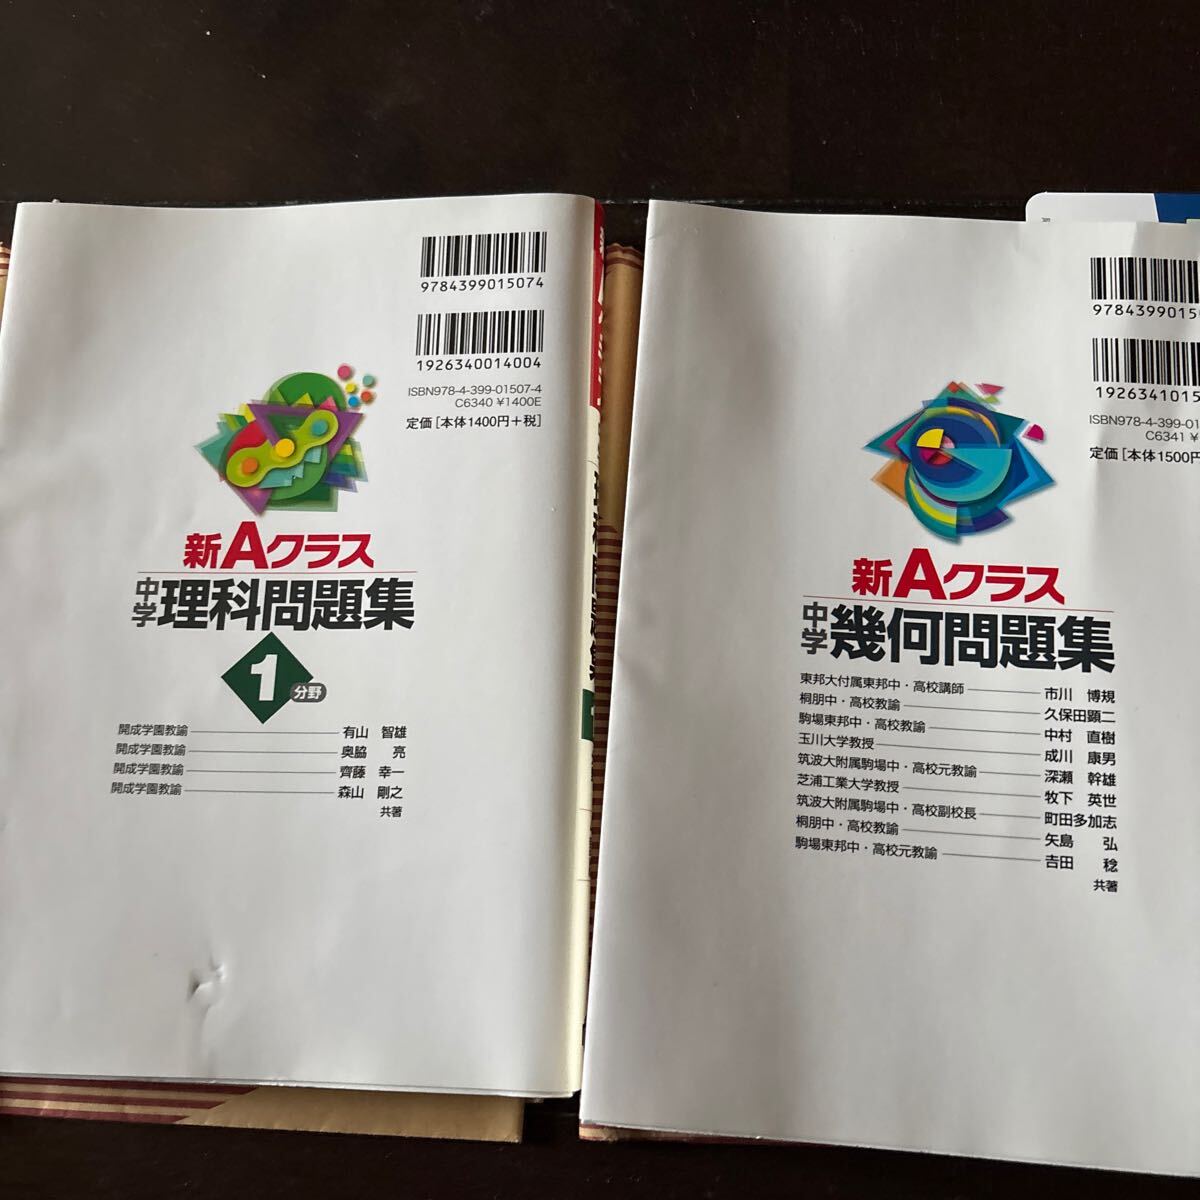 9784399015074
1926340014004
ISBN978-4-399-01507-4
C6340 ¥1400E
定価[本体1400円+税]
新Aクラス
中学理科問題集
1分野
開成学園教諭 有山 智雄
開成学園教諭 奥脇 亮
開成学園教諭 齊藤 幸一
開成学園教諭 森山 剛之
共著
97843990150
1926341015
ISBN978-4-399-01
C6341 ¥
定価[本体1500円
新Aクラス
中学幾何問題集
東邦大付属東邦中・高校講師 市川 博規
桐朋中・高校教諭 久保田顕二
駒場東邦中・高校教諭 中村 直樹
玉川大学教授 成川 康男
筑波大附属駒場中・高校元教諭 深瀬 幹雄
芝浦工業大学教授 牧下 英世
筑波大附属駒場中・高校副校長 町田多加志
桐朋中・高校教諭 矢島 弘
駒場東邦中・高校元教諭 吉田 稔
共著